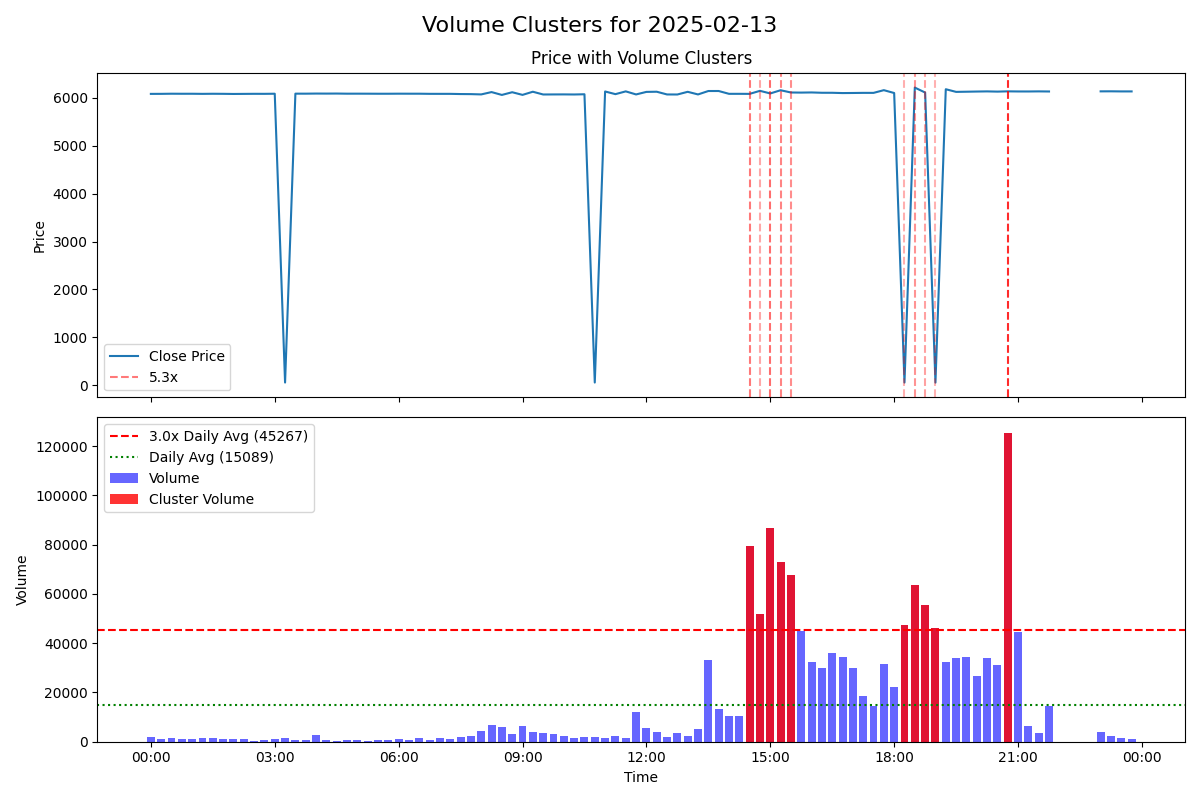 Volume Clusters for 2025-02-13
Price with Volume Clusters
Price
6000
5000
4000
3000
2000
1000
0
Close Price
5.3x
Volume
120000
100000
80000
60000
40000
20000
0
3.0x Daily Avg (45267)
Daily Avg (15089)
Volume
Cluster Volume
00:00
03:00
06:00
09:00
12:00
15:00
18:00
21:00
00:00
Time